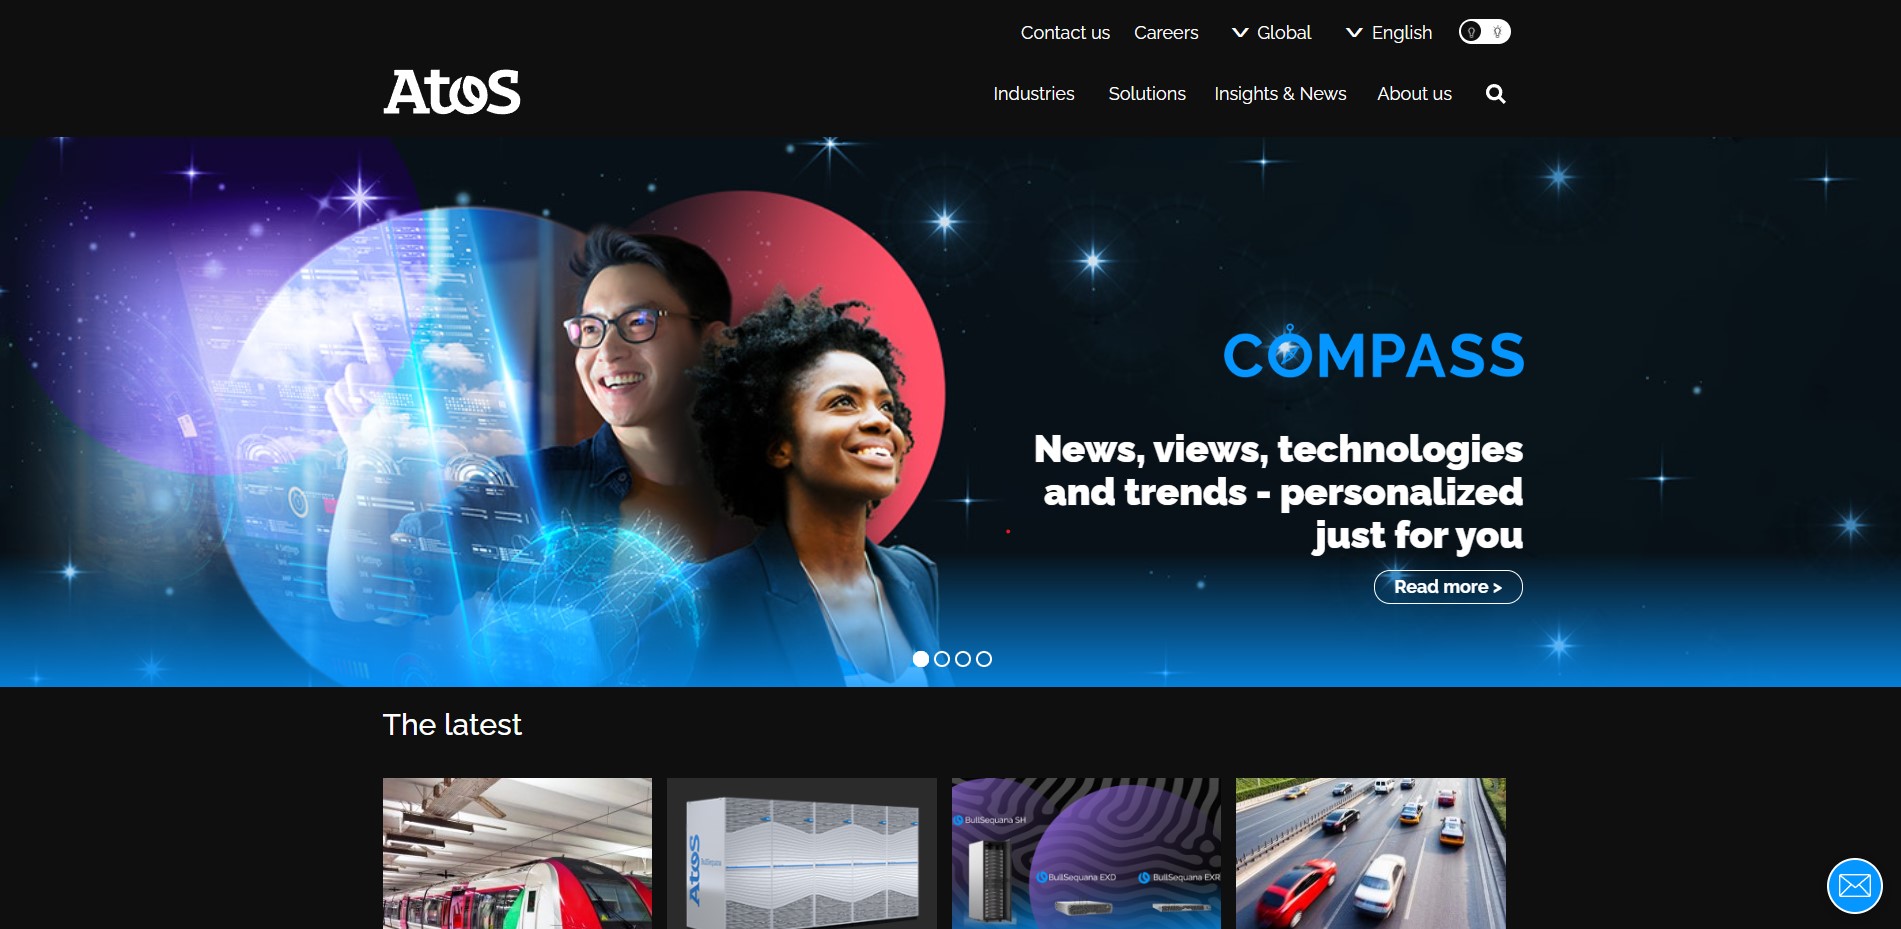 Contact us Careers Global English
Atos
Industries Solutions Insights & News About us
COMPASS
News, views, technologies
and trends - personalized
just for you
Read more >
The latest
Atos
BullSequana
BullSequana SH
BullSequana EXD
BullSequana EXR